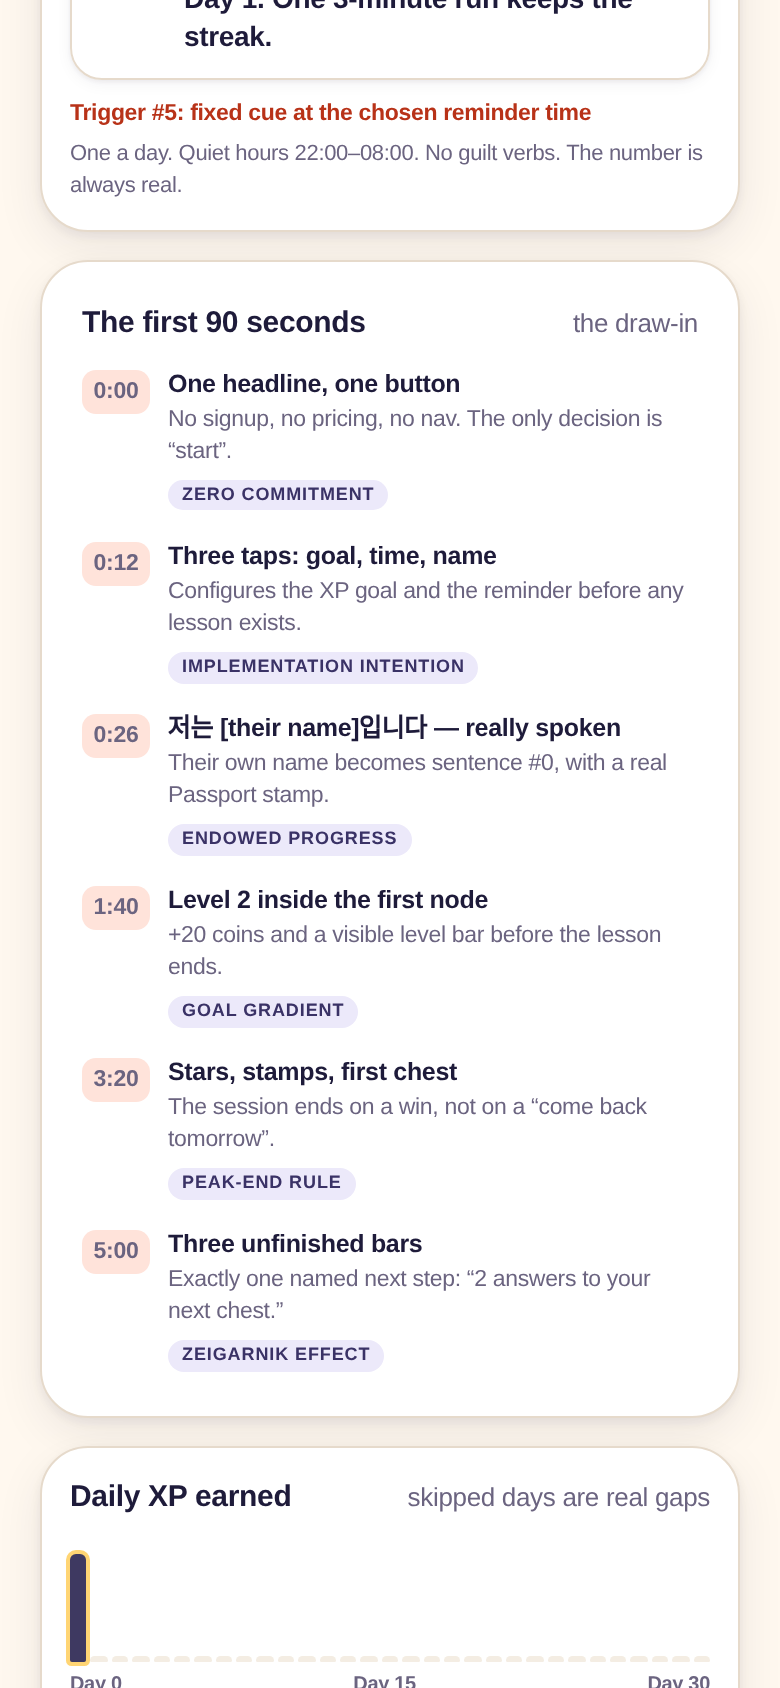 Day 1. One 3-minute run keeps the
streak.
Trigger #5: fixed cue at the chosen reminder time
One a day. Quiet hours 22:00–08:00. No guilt verbs. The number is
always real.
The first 90 seconds
the draw-in
0:00
One headline, one button
No signup, no pricing, no nav. The only decision is
“start”.
ZERO COMMITMENT
0:12
Three taps: goal, time, name
Configures the XP goal and the reminder before any
lesson exists.
IMPLEMENTATION INTENTION
0:26
저는 [their name]입니다 — really spoken
Their own name becomes sentence #0, with a real
Passport stamp.
ENDOWED PROGRESS
1:40
Level 2 inside the first node
+20 coins and a visible level bar before the lesson
ends.
GOAL GRADIENT
3:20
Stars, stamps, first chest
The session ends on a win, not on a “come back
tomorrow”.
PEAK-END RULE
5:00
Three unfinished bars
Exactly one named next step: “2 answers to your
next chest.”
ZEIGARNIK EFFECT
Daily XP earned
skipped days are real gaps
Day 0
Day 15
Day 30